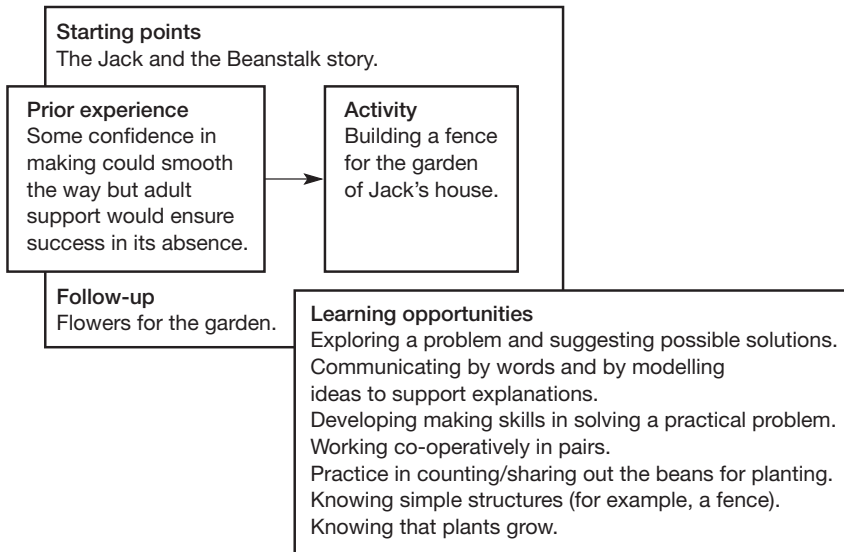 Starting points
The Jack and the Beanstalk story.
Prior experience
Some confidence in
making could smooth
the way but adult
support would ensure
success in its absence.
Activity
Building a fence
for the garden
of Jack’s house.
Follow-up
Flowers for the garden.
Learning opportunities
Exploring a problem and suggesting possible solutions.
Communicating by words and by modelling
ideas to support explanations.
Developing making skills in solving a practical problem.
Working co-operatively in pairs.
Practice in counting/sharing out the beans for planting.
Knowing simple structures (for example, a fence).
Knowing that plants grow.